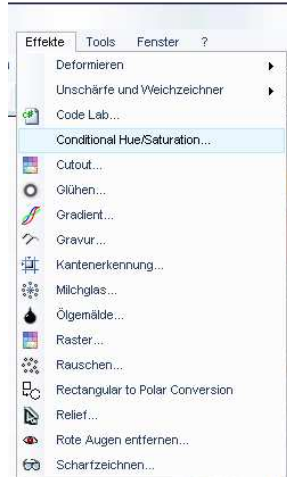 Effekte Tools Fenster ?
Deformieren
Unschärfe und Weichzeichner
Code Lab...
Conditional Hue/Saturation...
Cutout...
Glühen...
Gradient...
Gravur...
Kantenerkennung...
Milchglas...
Ölgemälde...
Raster...
Rauschen...
Rectangular to Polar Conversion
Relief...
Rote Augen entfernen...
Scharfzeichnen...